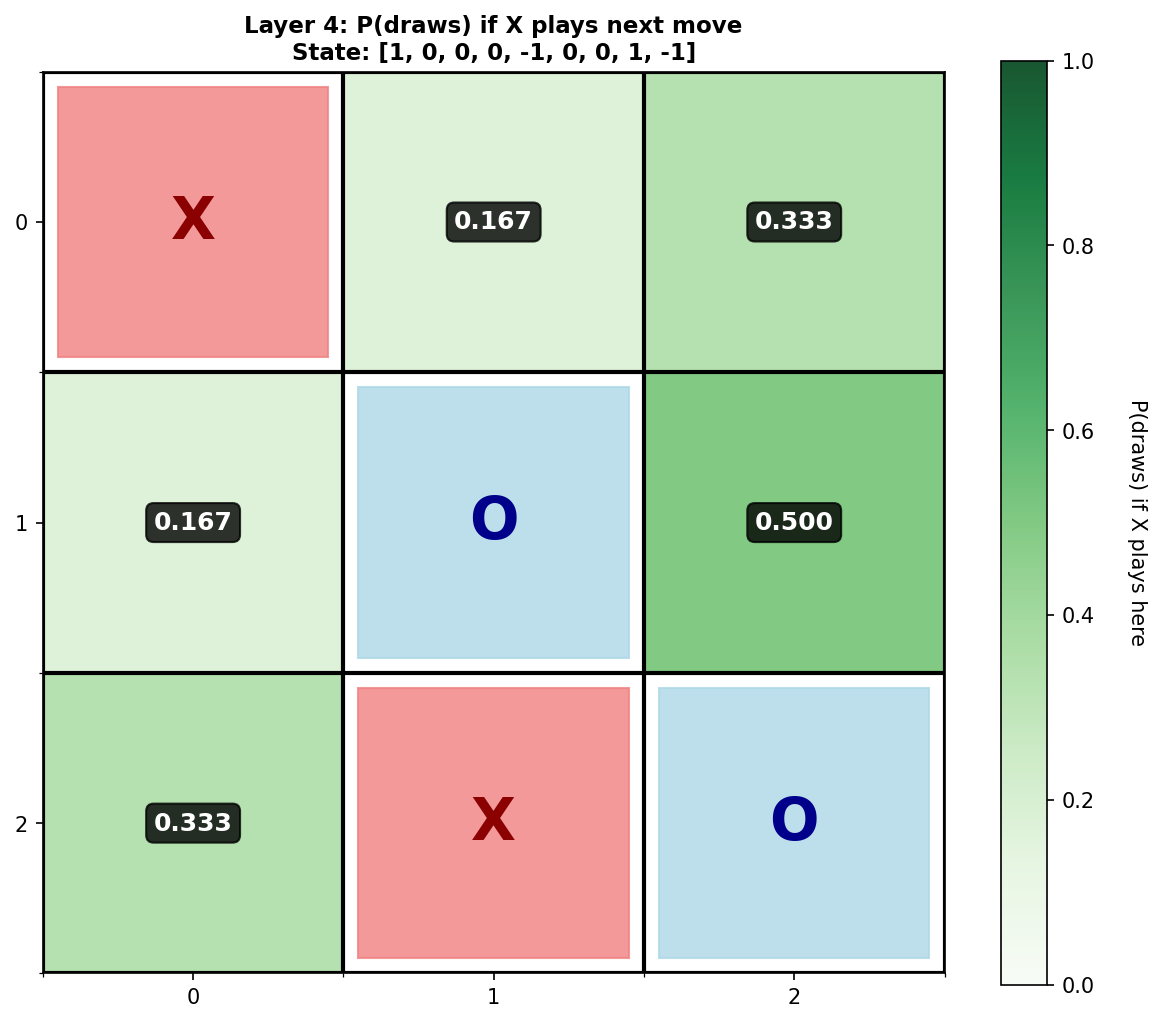 Layer 4: P(draws) if X plays next move
State: [1, 0, 0, 0, -1, 0, 0, 1, -1]
0
X
0.167
0.333
1
0.167
O
0.500
2
0.333
X
O
0
1
2
1.0
0.8
0.6
0.4
0.2
0.0
P(draws) if X plays here